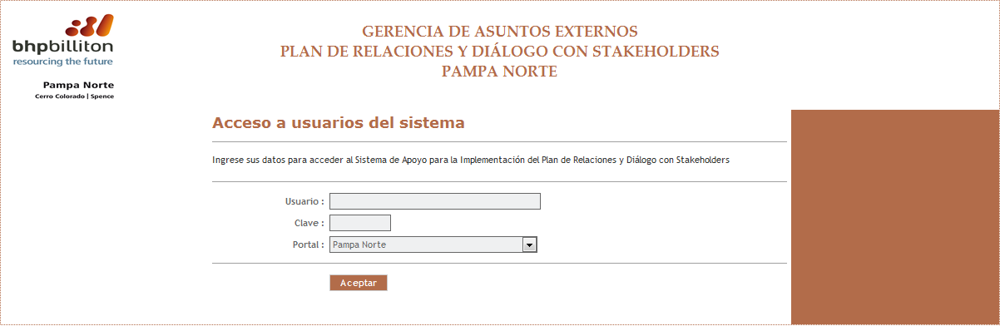 bhpbilliton
resourcing the future
Pampa Norte
Cerro Colorado | Spence
GERENCIA DE ASUNTOS EXTERNOS
PLAN DE RELACIONES Y DIÁLOGO CON STAKEHOLDERS
PAMPA NORTE
Acceso a usuarios del sistema
Ingrese sus datos para acceder al Sistema de Apoyo para la Implementación del Plan de Relaciones y Diálogo con Stakeholders
Usuario :
Clave :
Portal : Pampa Norte
Aceptar